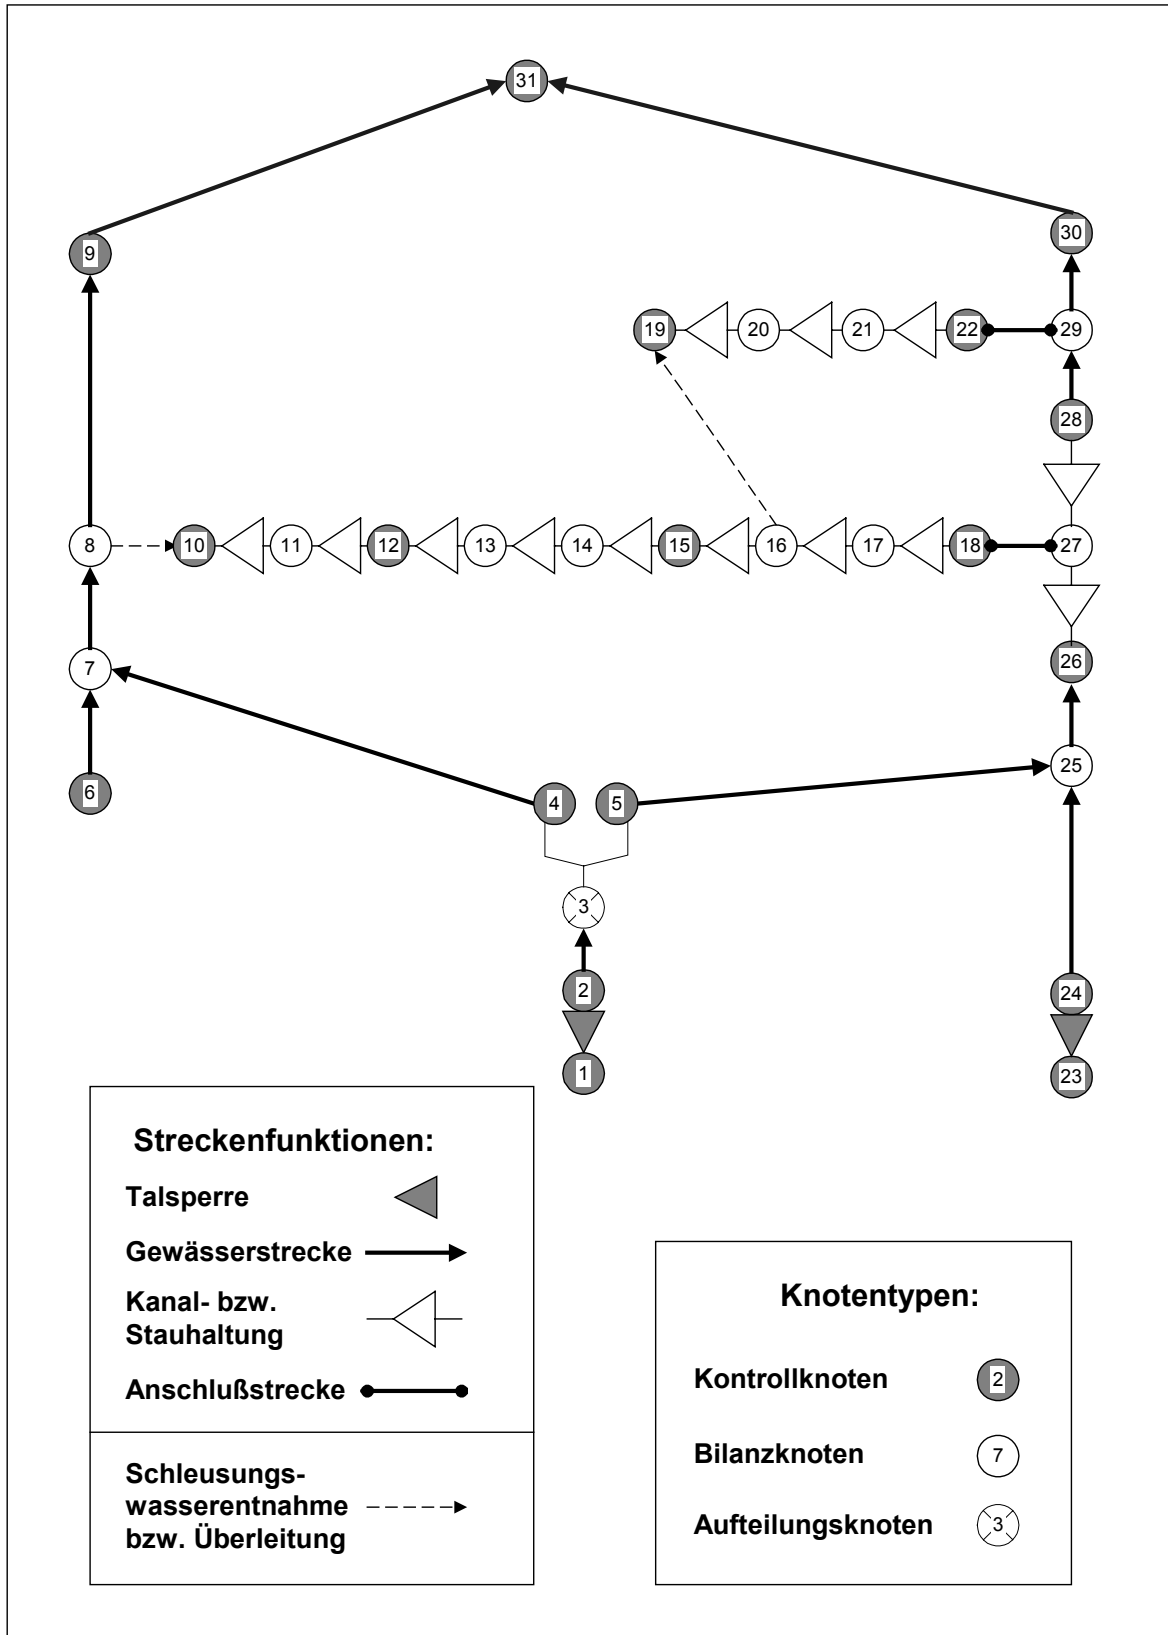 31
9
30
19
20
21
22
29
28
8
10
11
12
13
14
15
16
17
18
27
7
26
6
4
5
25
3
2
24
1
23
Streckenfunktionen:
Talsperre
Gewässerstrecke
Kanal- bzw.
Stauhaltung
Anschlußstrecke
Schleusungs-
wasserentnahme
bzw. Überleitung
Knotentypen:
Kontrollknoten 2
Bilanzknoten 7
Aufteilungsknoten 3